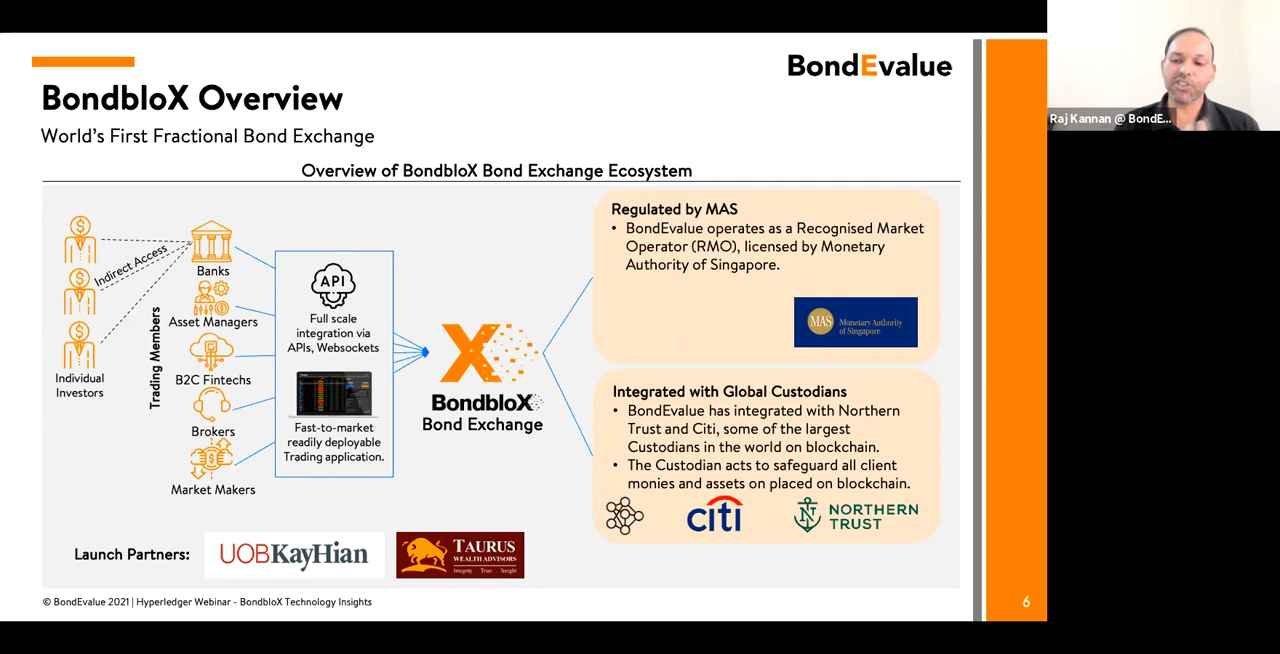 BondEvalue
BondbloX Overview
World's First Fractional Bond Exchange
Overview of BondbloX Bond Exchange Ecosystem
Individual
Investors
Indirect Access
Trading Members
Banks
Asset Managers
B2C Fintechs
Brokers
Market Makers
API
Full scale
integration via
APIs, Websockets
Fast-to-market
readily deployable
Trading application.
BondbloX
Bond Exchange
Regulated by MAS
• BondEvalue operates as a Recognised Market
Operator (RMO), licensed by Monetary
Authority of Singapore.
MAS
Monetary Authority
of Singapore
Integrated with Global Custodians
• BondEvalue has integrated with Northern
Trust and Citi, some of the largest
Custodians in the world on blockchain.
• The Custodian acts to safeguard all client
monies and assets on placed on blockchain.
citi
NORTHERN
TRUST
Launch Partners:
UOBKayHian
TAURUS
WEALTH ADVISORS
Integrity . Trust . Insight
© BondEvalue 2021 | Hyperledger Webinar - BondbloX Technology Insights
6
Raj Kannan @ BondE...